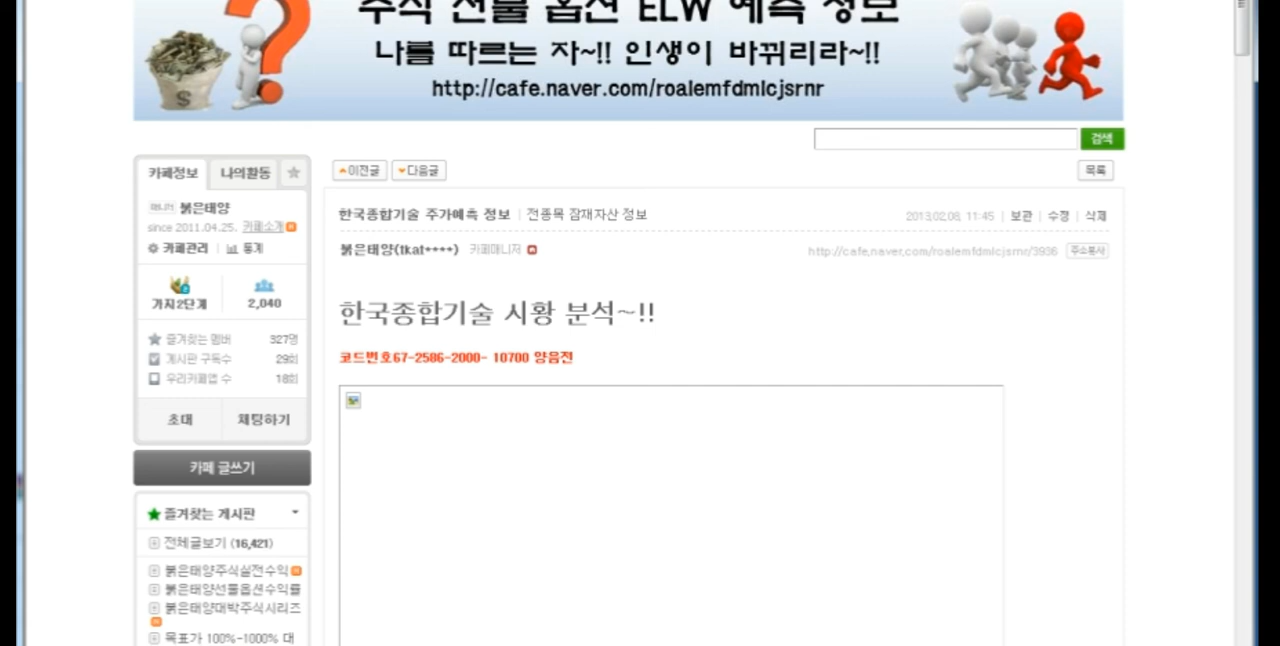 주식 선물 옵션 ELW 예측 정보
나를 따르는 자~!! 인생이 바뀌리라~!!
http://cafe.naver.com/roalemfdmlcjsrnr
검색
카페정보 나의활동
이전글 다음글
목록
붉은태양
since 2011.04.25. 카페소개
카페관리 통계
가지2단계 2,040
즐겨찾는 멤버 327명
게시판 구독수 29회
우리카페앱 수 18회
초대 채팅하기
카페 글쓰기
즐겨찾는 게시판
전체글보기 (16,421)
붉은태양주식실전수익
붉은태양선물옵션수익률
붉은태양대박주식시리즈
목표가 100%-1000% 대
한국종합기술 주가예측 정보 | 전종목 잠재자산 정보
2013.02.08. 11:45 | 보관 | 수정 | 삭제
붉은태양(tkat****) 카페매니저
http://cafe.naver.com/roalemfdmlcjsrnr/3936 주소복사
한국종합기술 시황 분석~!!
코드번호67-2586-2000- 10700 양음전